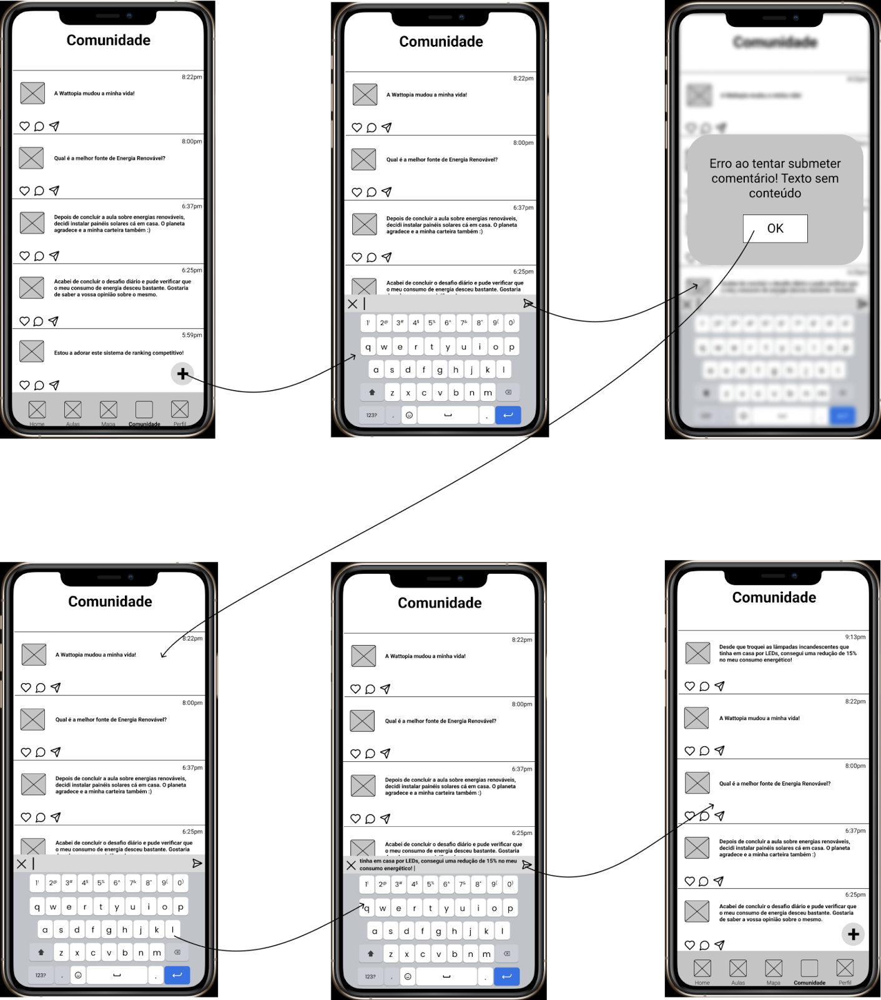 Comunidade
8:22pm
A Wattopia mudou a minha vida!
8:00pm
Qual é a melhor fonte de Energia Renovável?
6:37pm
Depois de concluir a aula sobre energias renováveis,
decidi instalar painéis solares cá em casa. O planeta
agradece e a minha carteira também :)
6:25pm
Acabei de concluir o desafio diário e pude verificar que
o meu consumo de energia desceu bastante. Gostaria
de saber a vossa opinião sobre o mesmo.
5:59pm
Estou a adorar este sistema de ranking competitivo!
+
Home Aulas Mapa Comunidade Perfil
Comunidade
8:22pm
A Wattopia mudou a minha vida!
8:00pm
Qual é a melhor fonte de Energia Renovável?
6:37pm
Depois de concluir a aula sobre energias renováveis,
decidi instalar painéis solares cá em casa. O planeta
agradece e a minha carteira também :)
6:25pm
Acabei de concluir o desafio diário e pude verificar que
o meu consumo de energia desceu bastante. Gostaria
1! 2@ 3# 4$ 5% 6^ 7& 8* 9( 0)
q w e r t y u i o p
a s d f g h j k l
z x c v b n m
123? , .
Comunidade
Erro ao tentar submeter
comentário! Texto sem
conteúdo
OK
Comunidade
8:22pm
A Wattopia mudou a minha vida!
8:00pm
Qual é a melhor fonte de Energia Renovável?
6:37pm
Depois de concluir a aula sobre energias renováveis,
decidi instalar painéis solares cá em casa. O planeta
agradece e a minha carteira também :)
6:25pm
Acabei de concluir o desafio diário e pude verificar que
o meu consumo de energia desceu bastante. Gostaria
1! 2@ 3# 4$ 5% 6^ 7& 8* 9( 0)
q w e r t y u i o p
a s d f g h j k l
z x c v b n m
123? , .
Comunidade
8:22pm
A Wattopia mudou a minha vida!
8:00pm
Qual é a melhor fonte de Energia Renovável?
6:37pm
Depois de concluir a aula sobre energias renováveis,
decidi instalar painéis solares cá em casa. O planeta
agradece e a minha carteira também :)
6:25pm
Acabei de concluir o desafio diário e pude verificar que
o meu consumo de energia desceu bastante. Gostaria
tinha em casa por LEDs, consegui uma redução de 15% no meu
consumo energético!
1! 2@ 3# 4$ 5% 6^ 7& 8* 9( 0)
q w e r t y u i o p
a s d f g h j k l
z x c v b n m
123? , .
Comunidade
9:13pm
Desde que troquei as lâmpadas incandescentes que
tinha em casa por LEDs, consegui uma redução de 15%
no meu consumo energético!
8:22pm
A Wattopia mudou a minha vida!
8:00pm
Qual é a melhor fonte de Energia Renovável?
6:37pm
Depois de concluir a aula sobre energias renováveis,
decidi instalar painéis solares cá em casa. O planeta
agradece e a minha carteira também :)
6:25pm
Acabei de concluir o desafio diário e pude verificar que
o meu consumo de energia desceu bastante. Gostaria
de saber a vossa opinião sobre o mesmo.
+
Home Aulas Mapa Comunidade Perfil